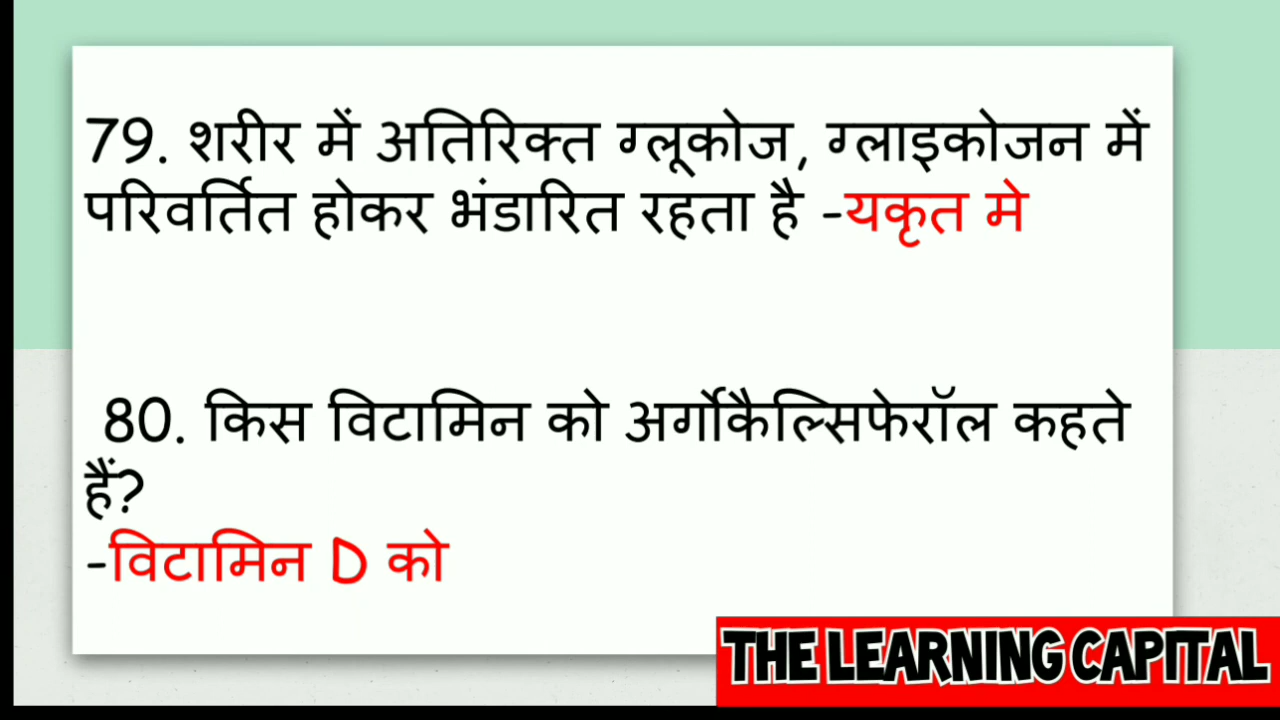 79. शरीर में अतिरिक्त ग्लूकोज, ग्लाइकोजन में
परिवर्तित होकर भंडारित रहता है -यकृत मे
80. किस विटामिन को अर्गोकैल्सिफेरॉल कहते
हैं?
-विटामिन D को
THE LEARNING CAPITAL